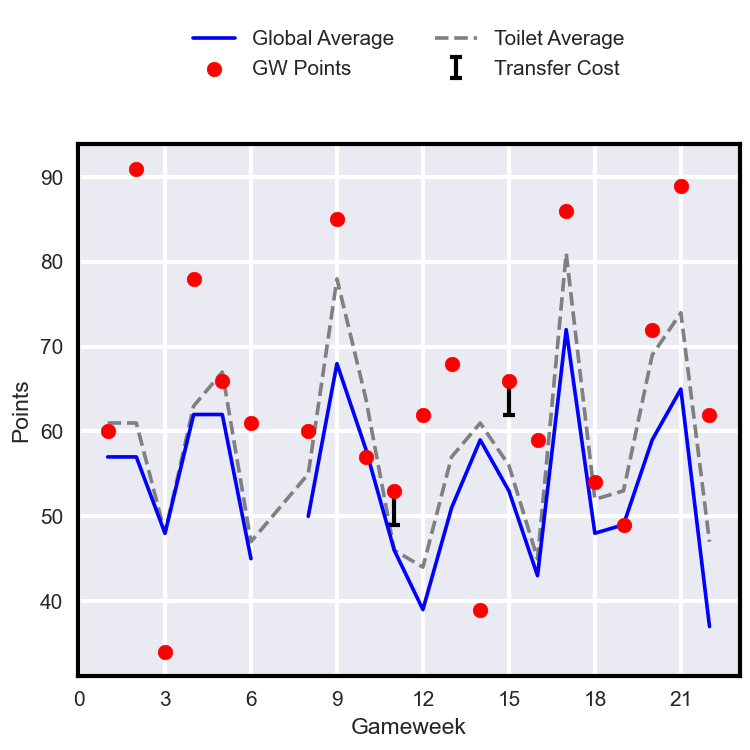 Global Average
Toilet Average
GW Points
Transfer Cost
90
80
70
60
50
40
Points
0 3 6 9 12 15 18 21
Gameweek